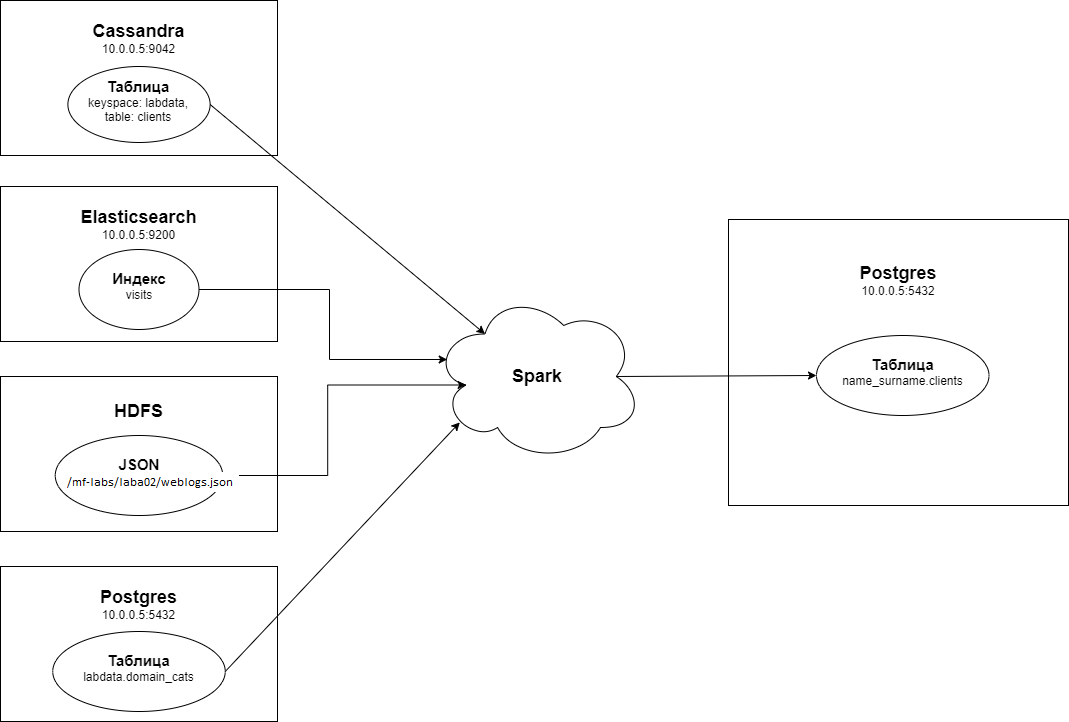 Cassandra
10.0.0.5:9042
Таблица
keyspace: labdata,
table: clients
Elasticsearch
10.0.0.5:9200
Индекс
visits
HDFS
JSON
/mf-labs/laba02/weblogs.json
Postgres
10.0.0.5:5432
Таблица
labdata.domain_cats
Spark
Postgres
10.0.0.5:5432
Таблица
name_surname.clients